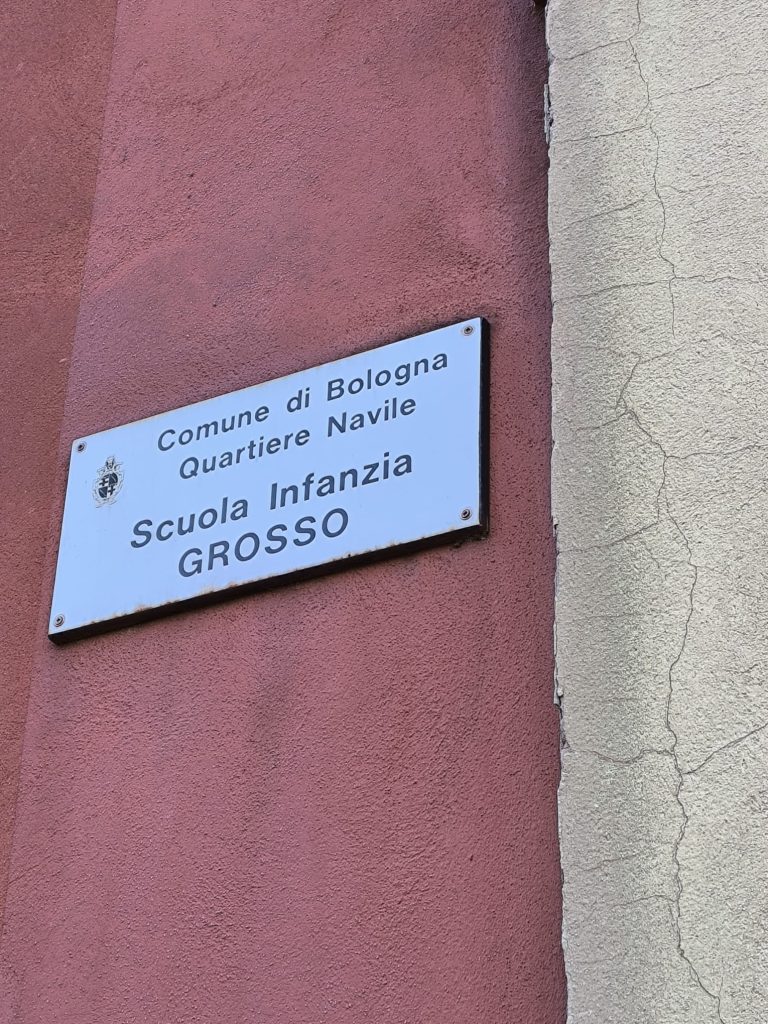 Comune di Bologna
Quartiere Navile
Scuola Infanzia
GROSSO